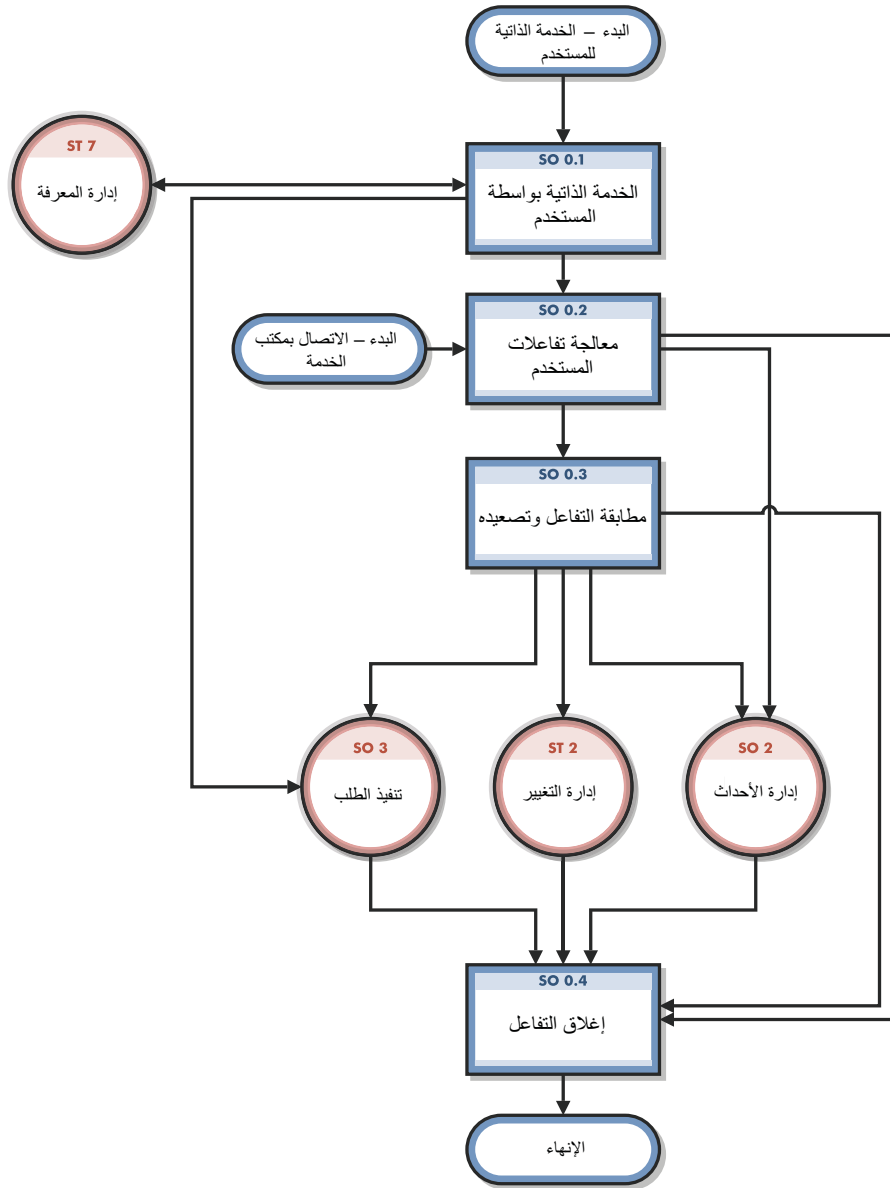 البدء – الخدمة الذاتية
للمستخدم
SO 0.1
الخدمة الذاتية بواسطة
المستخدم
ST 7
إدارة المعرفة
SO 0.2
معالجة تفاعلات
المستخدم
البدء – الاتصال بمكتب
الخدمة
SO 0.3
مطابقة التفاعل وتصعيده
SO 2
إدارة الأحداث
ST 2
إدارة التغيير
SO 3
تنفيذ الطلب
SO 0.4
إغلاق التفاعل
الإنهاء